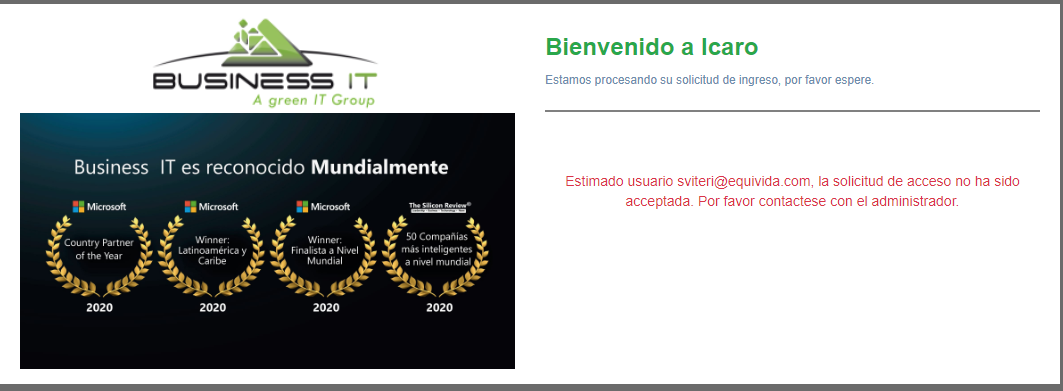 BUSINESS IT
A green IT Group
Business IT es reconocido Mundialmente
Microsoft
Country Partner
of the Year
2020
Microsoft
Winner:
Latinoamérica y
Caribe
2020
Microsoft
Winner:
Finalista a Nivel
Mundial
2020
The Silicon Review®
50 Compañías
más inteligentes
a nivel mundial
2020
Bienvenido a Icaro
Estamos procesando su solicitud de ingreso, por favor espere.
Estimado usuario sviteri@equivida.com, la solicitud de acceso no ha sido
aceptada. Por favor contactese con el administrador.